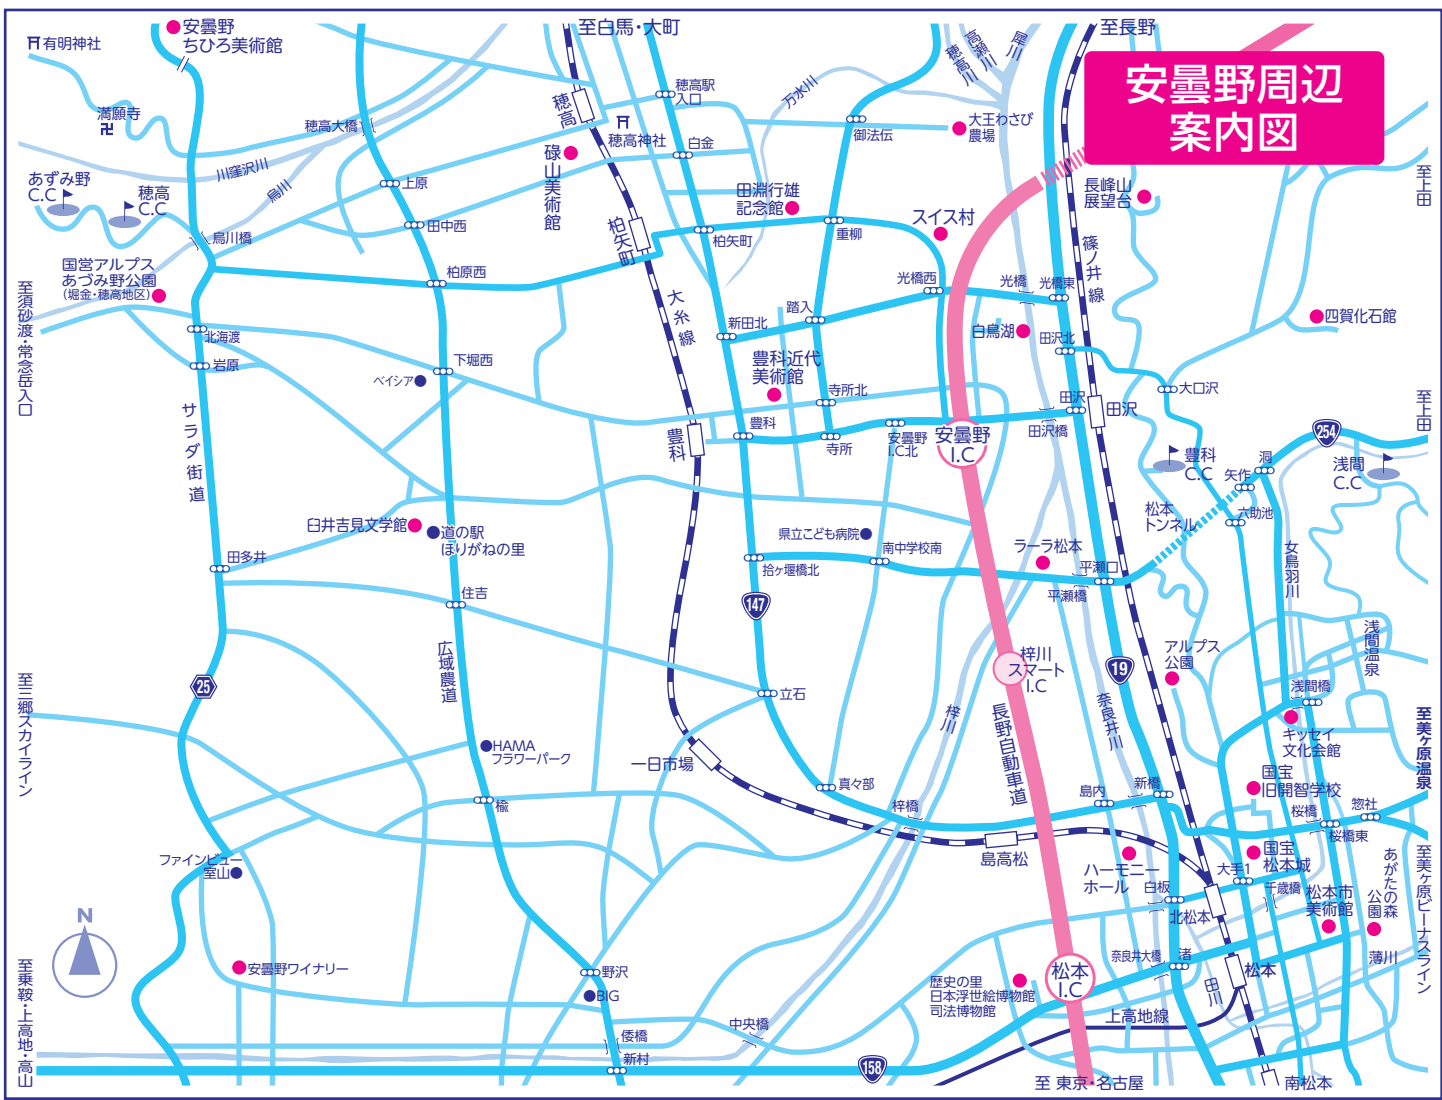 安曇野周辺
案内図
安曇野
ちひろ美術館
有明神社
満願寺
穂高大橋
川窪沢川
烏川
あずみ野
C.C
穂高
C.C
烏川橋
国営アルプス
あづみ野公園
(堀金・穂高地区)
至須砂渡・常念岳入口
北海渡
岩原
サラダ街道
至白馬・大町
穂高
穂高駅
入口
穂高神社
碌山美術館
白金
上原
田中西
柏原西
柏矢町
柏矢町
大糸線
下堀西
ベイシア
新田北
万水川
御法伝
穂高川
高瀬川
犀川
大王わさび
農場
田淵行雄
記念館
重柳
スイス村
光橋西
光橋
光橋東
踏入
白鳥湖
田沢北
豊科近代
美術館
寺所北
豊科
豊科
寺所
安曇野
I.C北
安曇野
I.C
田沢
田沢
田沢橋
至長野
長峰山
展望台
篠ノ井線
至上田
四賀化石館
大口沢
至上田
254
豊科
C.C
洞
矢作
浅間
C.C
松本
トンネル
六助池
女鳥羽川
臼井吉見文学館
道の駅
ほりがねの里
田多井
住吉
広域農道
25
県立こども病院
南中学校南
拾ヶ堰橋北
147
ラーラ松本
平瀬口
平瀬橋
19
梓川
スマート
I.C
アルプス
公園
浅間温泉
浅間橋
キッセイ
文化会館
至三郷スカイライン
HAMA
フラワーパーク
楡
立石
一日市場
真々部
梓川
梓橋
長野自動車道
奈良井川
島内
新橋
島高松
国宝
旧開智学校
桜橋
惣社
桜橋東
至美ヶ原温泉
国宝
松本城
大手1
千歳橋
ハーモニー
ホール
白板
北松本
松本市
美術館
あがたの森
公園
薄川
至美ヶ原ビーナスライン
ファインビュー
室山
N
安曇野ワイナリー
至乗鞍・上高地・高山
野沢
BIG
倭橋
新村
中央橋
158
歴史の里
日本浮世絵博物館
司法博物館
松本
I.C
奈良井大橋
渚
松本
田川
上高地線
至 東京・名古屋
南松本